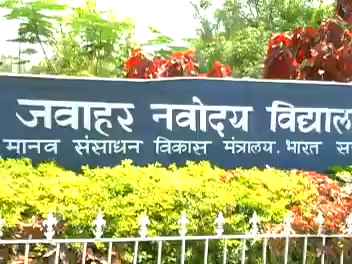 जवाहर नवोदय विद्याल
मानव संसाधन विकास मंत्रालय. भारत स